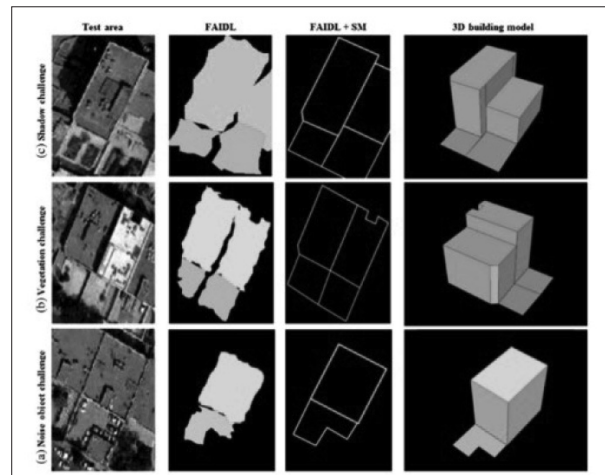 Test area FAIDL FAIDL + SM 3D building model
(c) Shadow challenge
(b) Vegetation challenge
(a) Noise object challenge